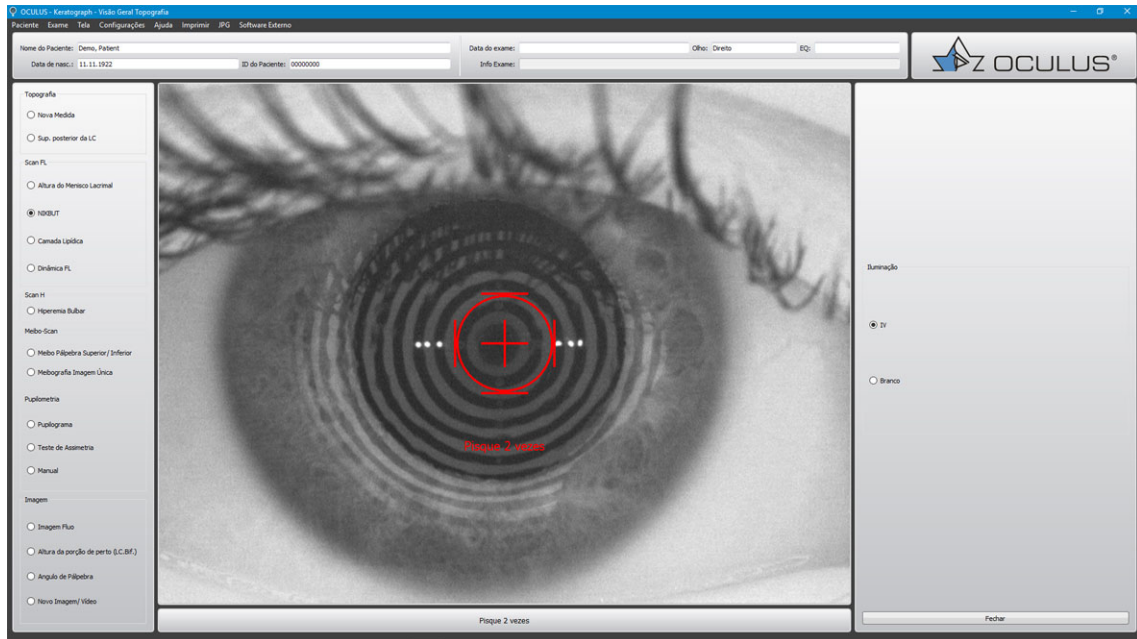 OCULUS - Keratograph - Visão Geral Topografia
Paciente Exame Tela Configurações Ajuda Imprimir JPG Software Externo
Nome do Paciente: Demo, Patient Data do exame: Olho: Direito EQ:
Data de nasc.: 11.11.1922 ID do Paciente: 00000000 Info Exame:
OCULUS®
Topografia
Nova Medida
Sup. posterior da LC
Scan FL
Altura do Menisco Lacrimal
NIKBUT
Camada Lipídica
Dinâmica FL
Scan H
Hiperemia Bulbar
Meibo-Scan
Meibo Pálpebra Superior/ Inferior
Meibografia Imagem Única
Pupilometria
Pupilograma
Teste de Assimetria
Manual
Imagem
Imagem Fluo
Altura da porção de perto (LC.Bif.)
Angulo de Pálpebra
Novo Imagem/ Vídeo
Pisque 2 vezes
Pisque 2 vezes
Iluminação
IV
Branco
Fechar